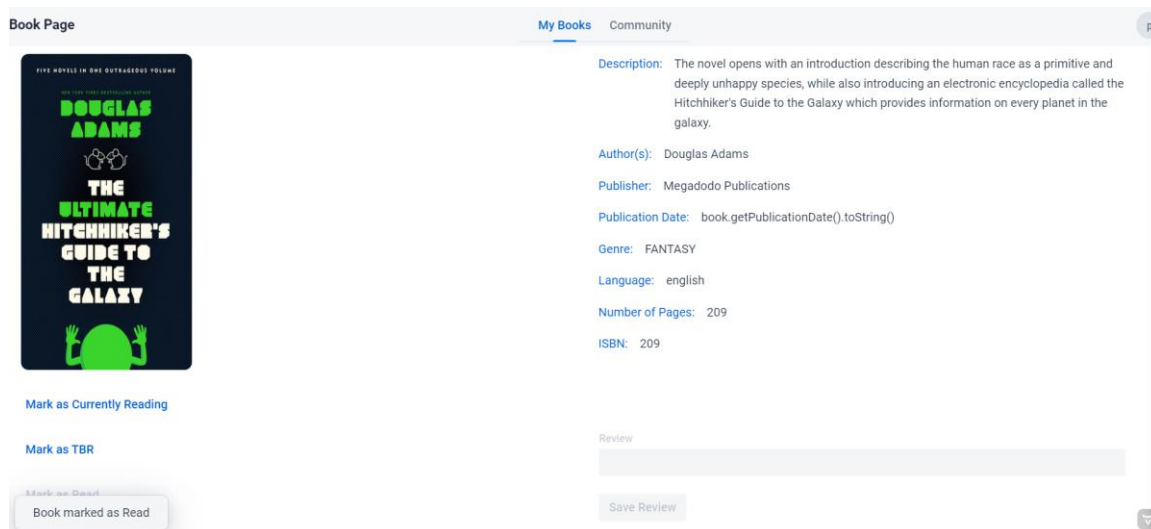 Book Page
My Books Community
p
FIVE NOVELS IN ONE OUTRAGEOUS VOLUME
NEW YORK TIMES BESTSELLING AUTHOR
DOUGLAS
ADAMS
THE
ULTIMATE
HITCHHIKER'S
GUIDE TO
THE
GALAXY
Mark as Currently Reading
Mark as TBR
Mark as Read
Book marked as Read
Description: The novel opens with an introduction describing the human race as a primitive and
deeply unhappy species, while also introducing an electronic encyclopedia called the
Hitchhiker's Guide to the Galaxy which provides information on every planet in the
galaxy.
Author(s): Douglas Adams
Publisher: Megadodo Publications
Publication Date: book.getPublicationDate().toString()
Genre: FANTASY
Language: english
Number of Pages: 209
ISBN: 209
Review
Save Review